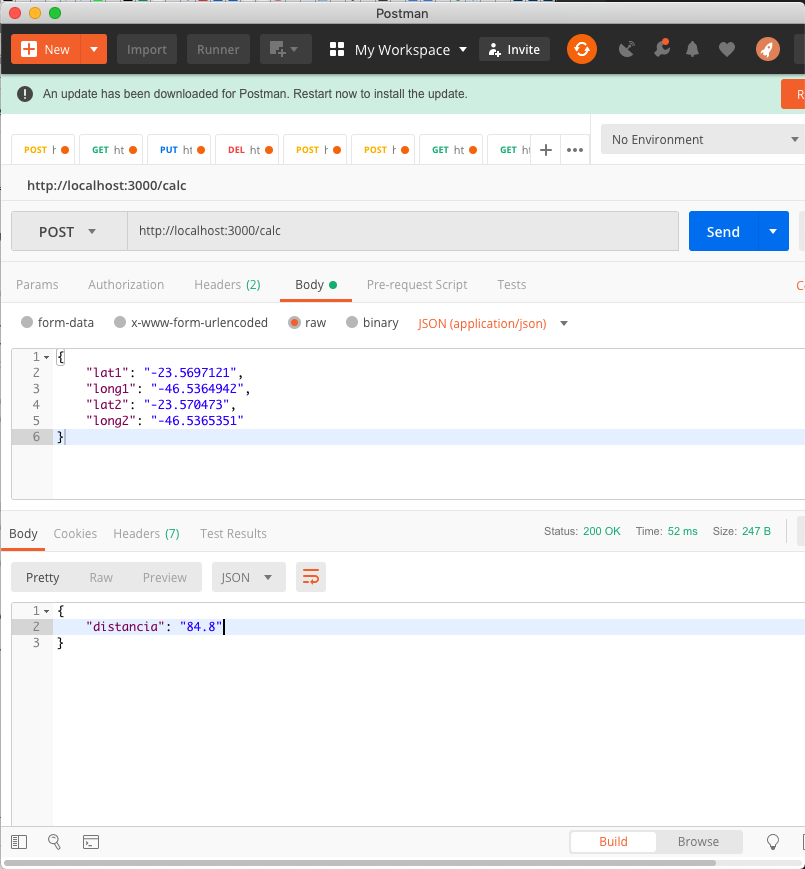 Postman
New Import Runner My Workspace Invite
An update has been downloaded for Postman. Restart now to install the update. R
POST h GET ht PUT ht DEL ht POST h POST h GET ht GET ht No Environment
http://localhost:3000/calc
POST http://localhost:3000/calc Send
Params Authorization Headers (2) Body Pre-request Script Tests
form-data x-www-form-urlencoded raw binary JSON (application/json)
1 {
2 "lat1": "-23.5697121",
3 "long1": "-46.5364942",
4 "lat2": "-23.570473",
5 "long2": "-46.5365351"
6 }
Body Cookies Headers (7) Test Results Status: 200 OK Time: 52 ms Size: 247 B
Pretty Raw Preview JSON
1 {
2 "distancia": "84.8"
3 }
Build Browse